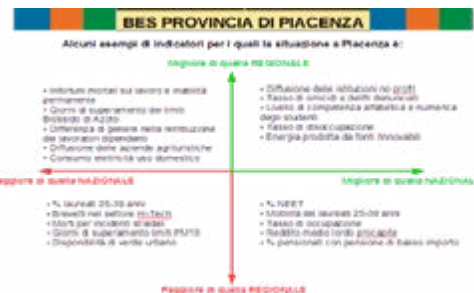 BES PROVINCIA DI PIACENZA
Alcuni esempi di indicatori per i quali la situazione a Piacenza è:
Migliore di quella REGIONALE
• Infortuni mortali sul lavoro e inabilità
permanente
• Giorni di superamento del limite
Biossido di Azoto
• Differenza di genere nella retribuzione
dei lavoratori dipendenti
• Diffusione delle aziende agrituristiche
• Consumo elettricità uso domestico
• Diffusione delle istituzioni no profit
• Tasso di omicidi e delitti denunciati
• Livello di competenza alfabetica e numerica
degli studenti
• Tasso di disoccupazione
• Energia prodotta da fonti rinnovabili
Peggiore di quella NAZIONALE
Migliore di quella NAZIONAL
• % laureati 25-39 anni
• Brevetti nel settore Hi-Tech
• Morti per incidenti stradali
• Giorni di superamento limiti PM10
• Disponibilità di verde urbano
• % NEET
• Mobilità dei laureati 25-39 anni
• Tasso di occupazione
• Reddito medio lordo procapite
• % pensionati con pensione di basso importo
Peggiore di quella REGIONALE